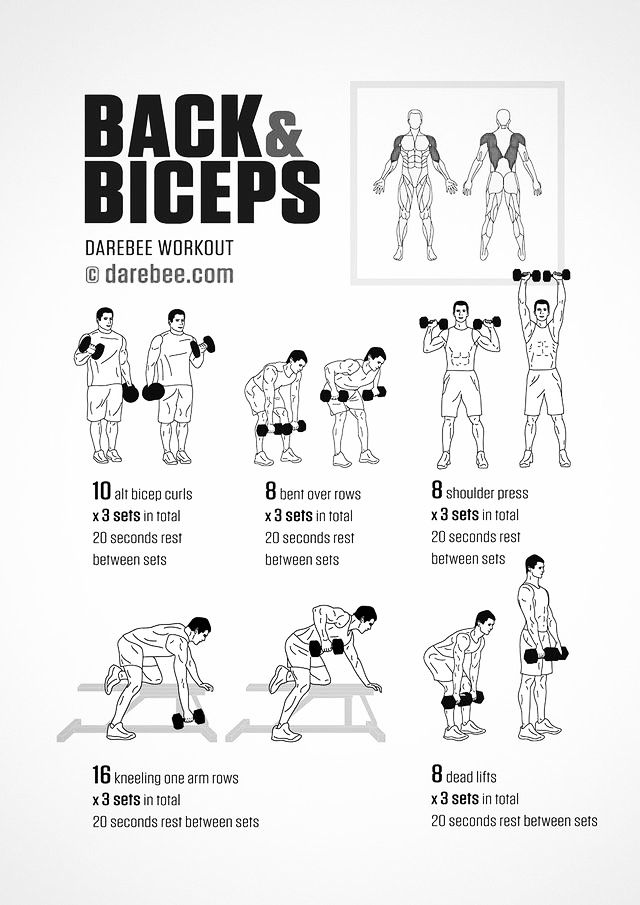 BACK &
BICEPS
DAREBEE WORKOUT
© darebee.com
10 alt bicep curls
x 3 sets in total
20 seconds rest
between sets
8 bent over rows
x 3 sets in total
20 seconds rest
between sets
8 shoulder press
x 3 sets in total
20 seconds rest
between sets
16 kneeling one arm rows
x 3 sets in total
20 seconds rest between sets
8 dead lifts
x 3 sets in total
20 seconds rest between sets